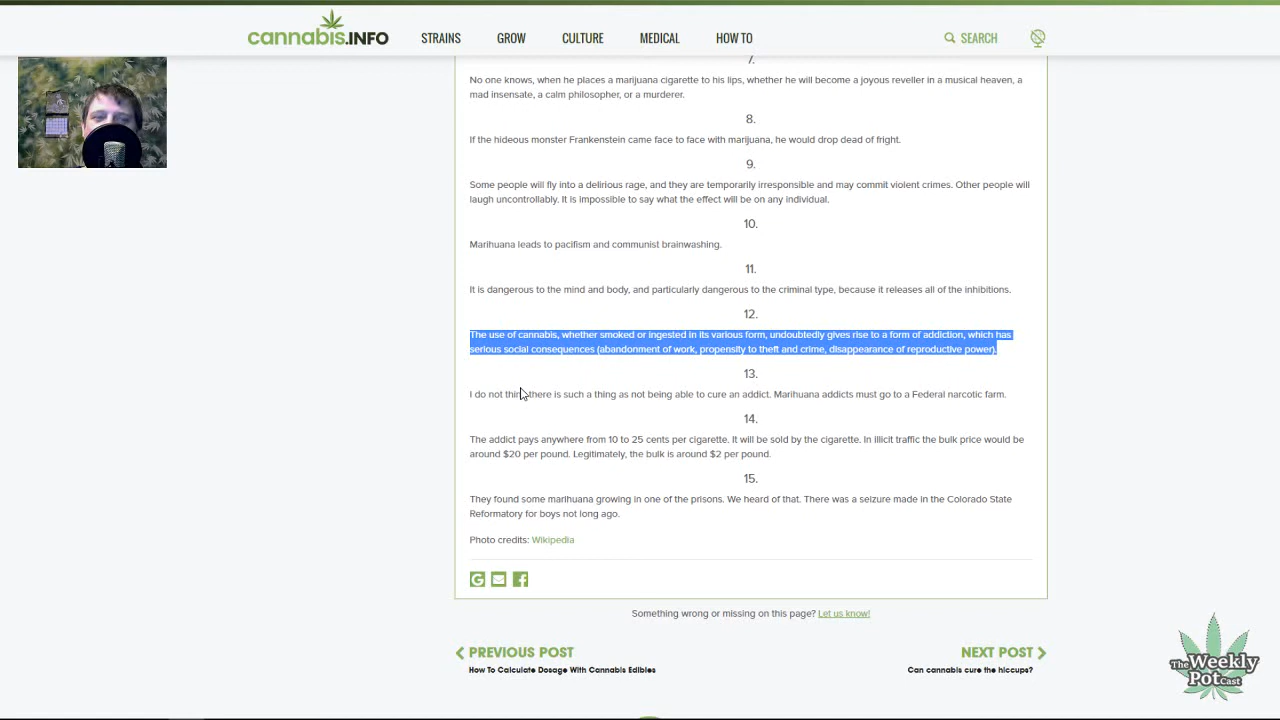 cannabis.INFO
STRAINS
GROW
CULTURE
MEDICAL
HOW TO
SEARCH
7.
No one knows, when he places a marijuana cigarette to his lips, whether he will become a joyous reveller in a musical heaven, a
mad insensate, a calm philosopher, or a murderer.
8.
If the hideous monster Frankenstein came face to face with marijuana, he would drop dead of fright.
9.
Some people will fly into a delirious rage, and they are temporarily irresponsible and may commit violent crimes. Other people will
laugh uncontrollably. It is impossible to say what the effect will be on any individual.
10.
Marihuana leads to pacifism and communist brainwashing.
11.
It is dangerous to the mind and body, and particularly dangerous to the criminal type, because it releases all of the inhibitions.
12.
The use of cannabis, whether smoked or ingested in its various form, undoubtedly gives rise to a form of addiction, which has
serious social consequences (abandonment of work, propensity to theft and crime, disappearance of reproductive power).
13.
I do not think there is such a thing as not being able to cure an addict. Marihuana addicts must go to a Federal narcotic farm.
14.
The addict pays anywhere from 10 to 25 cents per cigarette. It will be sold by the cigarette. In illicit traffic the bulk price would be
around $20 per pound. Legitimately, the bulk is around $2 per pound.
15.
They found some marihuana growing in one of the prisons. We heard of that. There was a seizure made in the Colorado State
Reformatory for boys not long ago.
Photo credits: Wikipedia
Something wrong or missing on this page? Let us know!
PREVIOUS POST
How To Calculate Dosage With Cannabis Edibles
NEXT POST
Can cannabis cure the hiccups?
The Weekly
PotCast